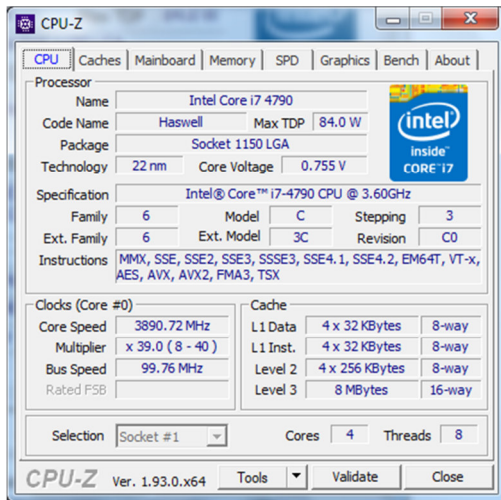 CPU-Z
CPU Caches Mainboard Memory SPD Graphics Bench About
Processor
Name Intel Core i7 4790
Code Name Haswell Max TDP 84.0 W
Package Socket 1150 LGA
Technology 22 nm Core Voltage 0.755 V
(intel)
inside™
CORE™i7
Specification Intel® Core™ i7-4790 CPU @ 3.60GHz
Family 6 Model C Stepping 3
Ext. Family 6 Ext. Model 3C Revision C0
Instructions MMX, SSE, SSE2, SSE3, SSSE3, SSE4.1, SSE4.2, EM64T, VT-x,
AES, AVX, AVX2, FMA3, TSX
Clocks (Core #0)
Core Speed 3890.72 MHz
Multiplier x 39.0 ( 8 - 40 )
Bus Speed 99.76 MHz
Rated FSB
Cache
L1 Data 4 x 32 KBytes 8-way
L1 Inst. 4 x 32 KBytes 8-way
Level 2 4 x 256 KBytes 8-way
Level 3 8 MBytes 16-way
Selection Socket #1 Cores 4 Threads 8
CPU-Z Ver. 1.93.0.x64 Tools Validate Close